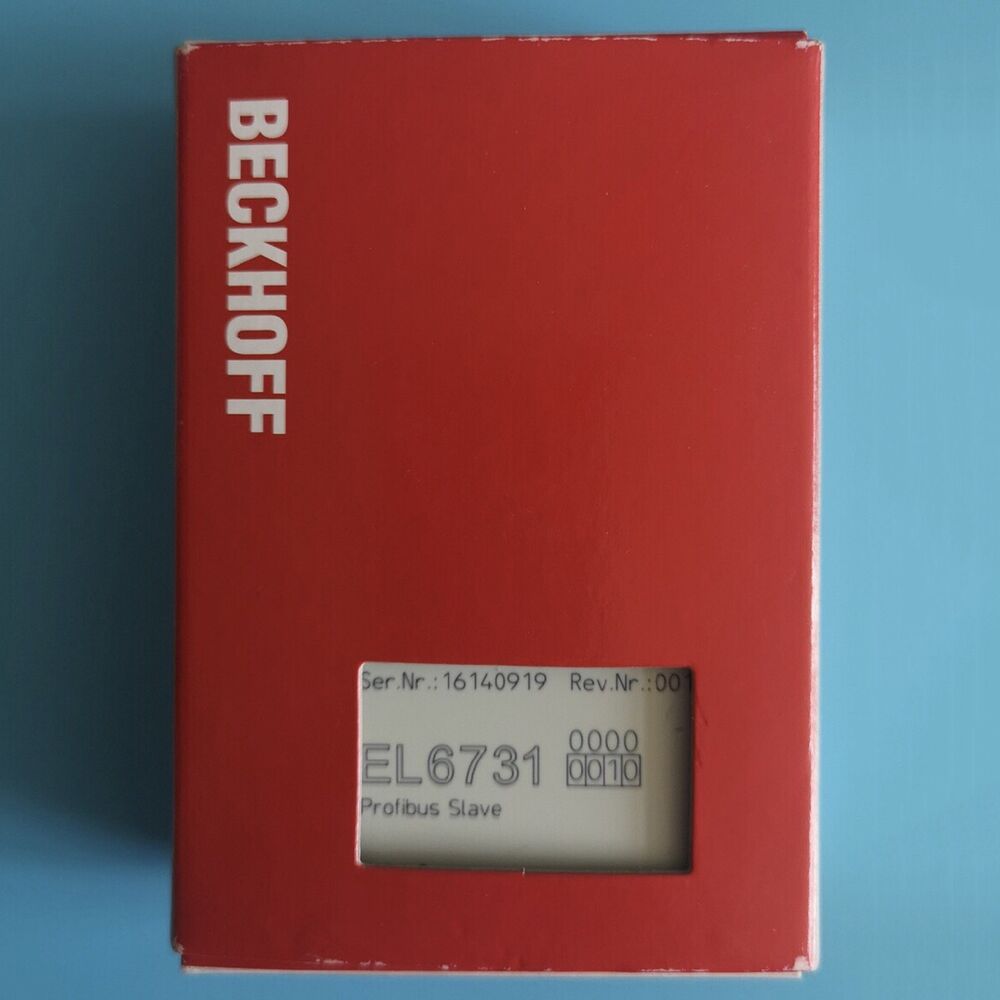 BECKHOFF
Ser.Nr.:16140919 Rev.Nr.:001
EL6731 0000
0010
Profibus Slave